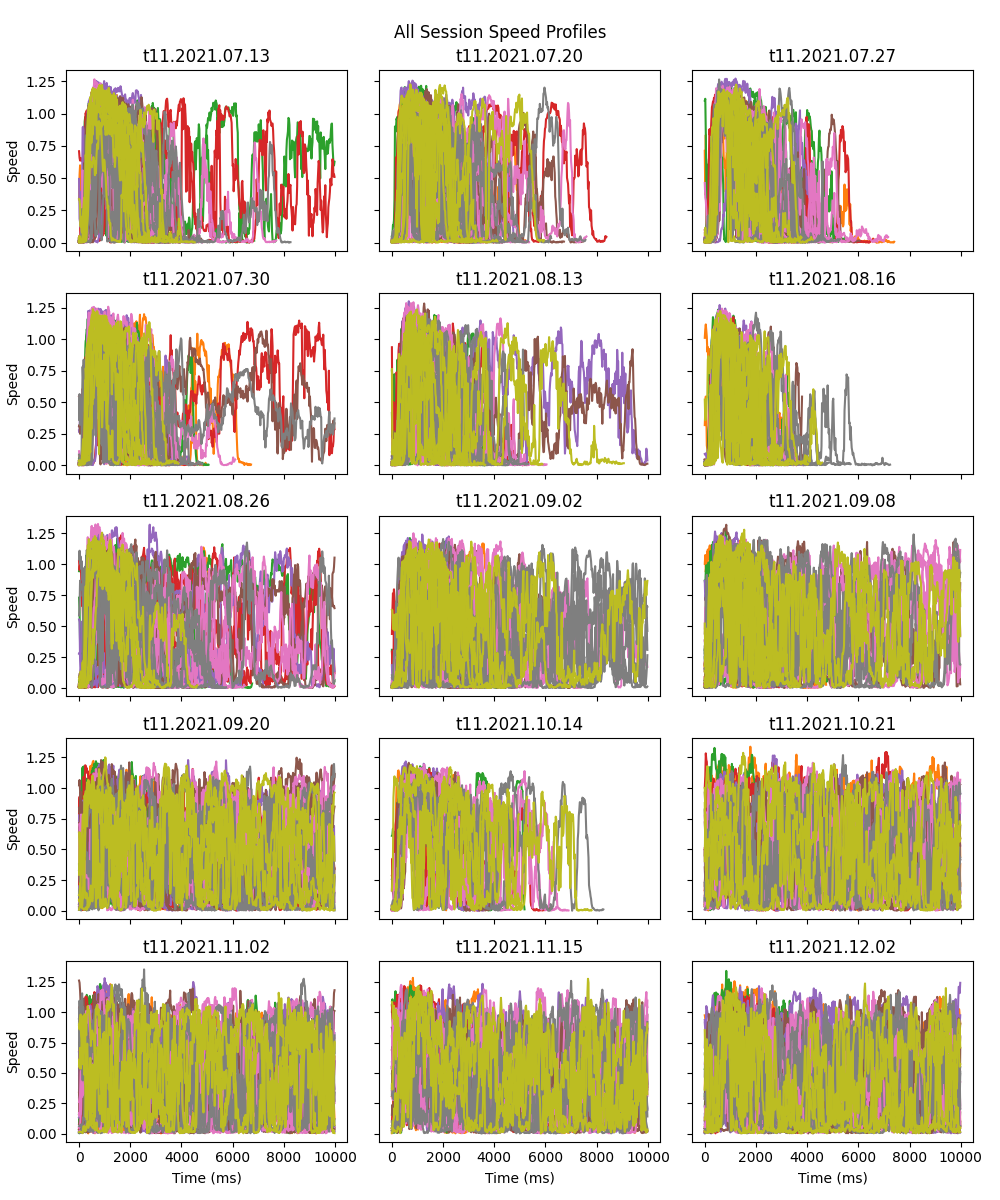 All Session Speed Profiles
t11.2021.07.13
t11.2021.07.20
t11.2021.07.27
1.25
1.00
0.75
0.50
0.25
0.00
Speed
t11.2021.07.30
t11.2021.08.13
t11.2021.08.16
1.25
1.00
0.75
0.50
0.25
0.00
Speed
t11.2021.08.26
t11.2021.09.02
t11.2021.09.08
1.25
1.00
0.75
0.50
0.25
0.00
Speed
t11.2021.09.20
t11.2021.10.14
t11.2021.10.21
1.25
1.00
0.75
0.50
0.25
0.00
Speed
t11.2021.11.02
t11.2021.11.15
t11.2021.12.02
1.25
1.00
0.75
0.50
0.25
0.00
Speed
0 2000 4000 6000 8000 10000
0 2000 4000 6000 8000 10000
0 2000 4000 6000 8000 10000
Time (ms)
Time (ms)
Time (ms)